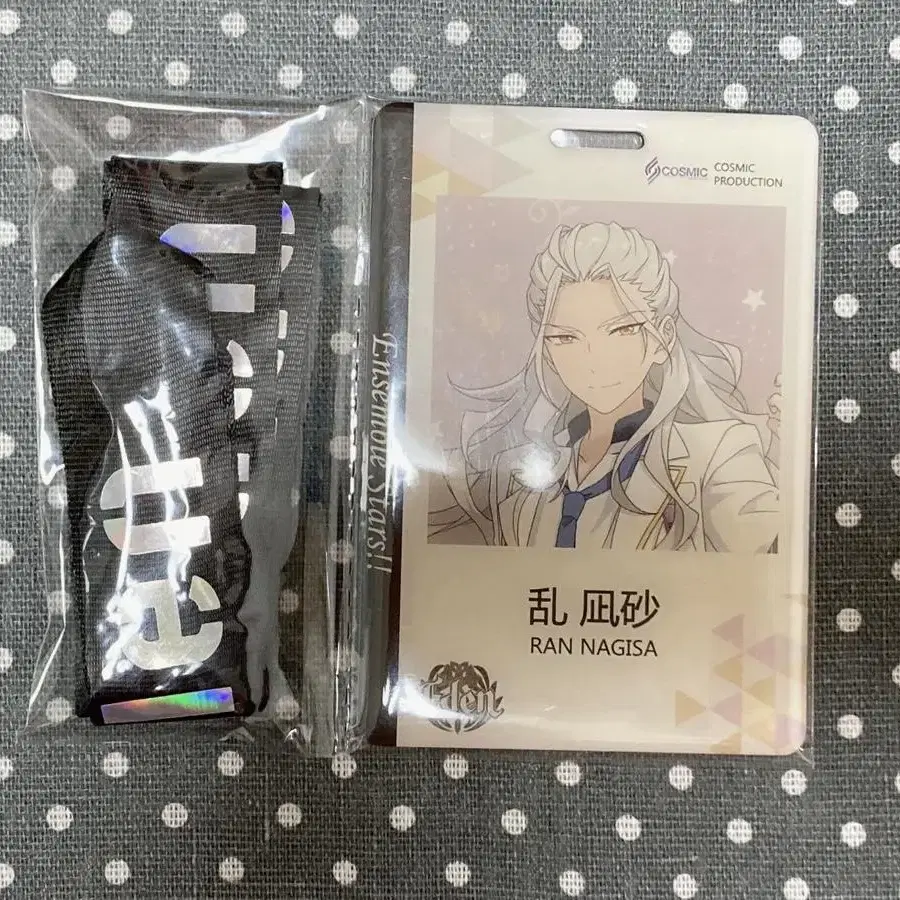 COSMIC
COSMIC
PRODUCTION
Ensemble Stars!!
乱 凪砂
RAN NAGISA
Eden